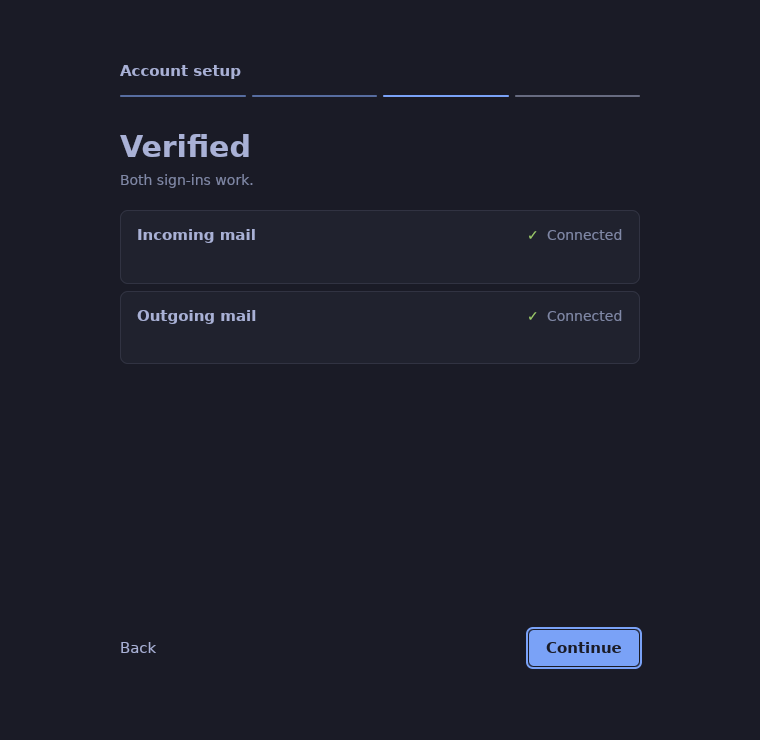 Account setup
Verified
Both sign-ins work.
Incoming mail ✓ Connected
Outgoing mail ✓ Connected
Back Continue